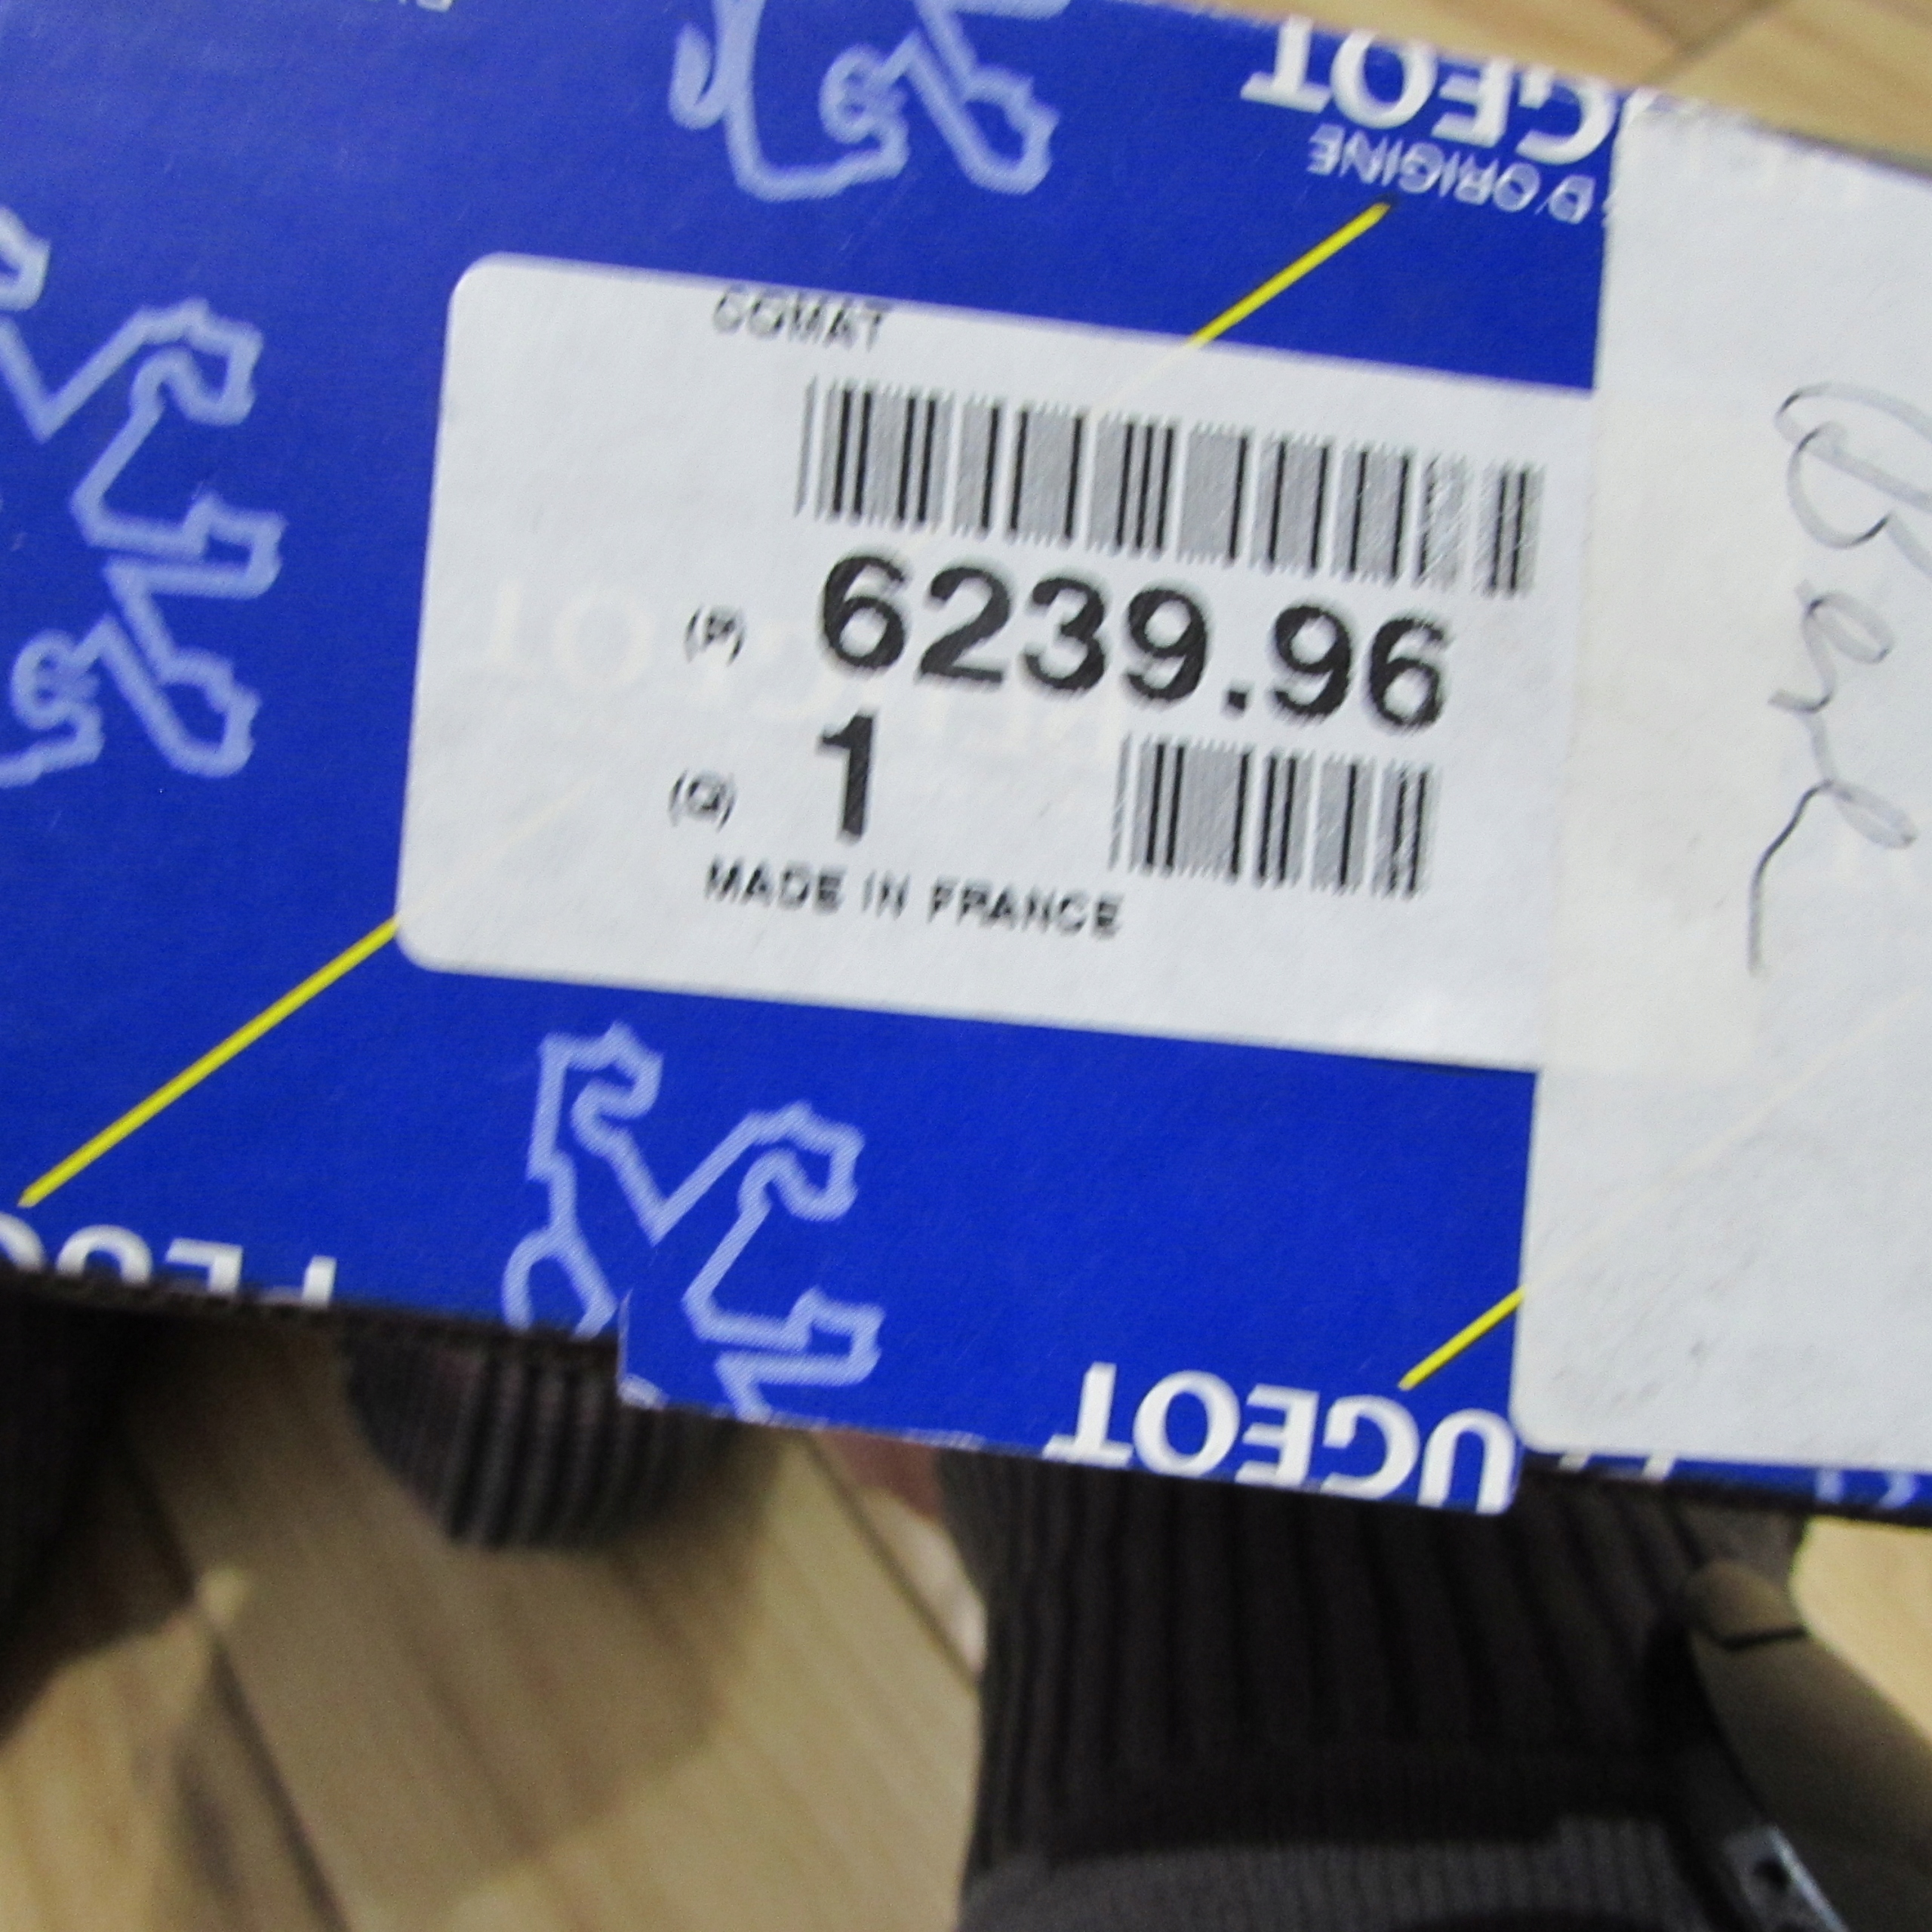 UGEOT
D'ORIGINE
COMAT
(P) 6239.96
(Q) 1
MADE IN FRANCE
UGEOT